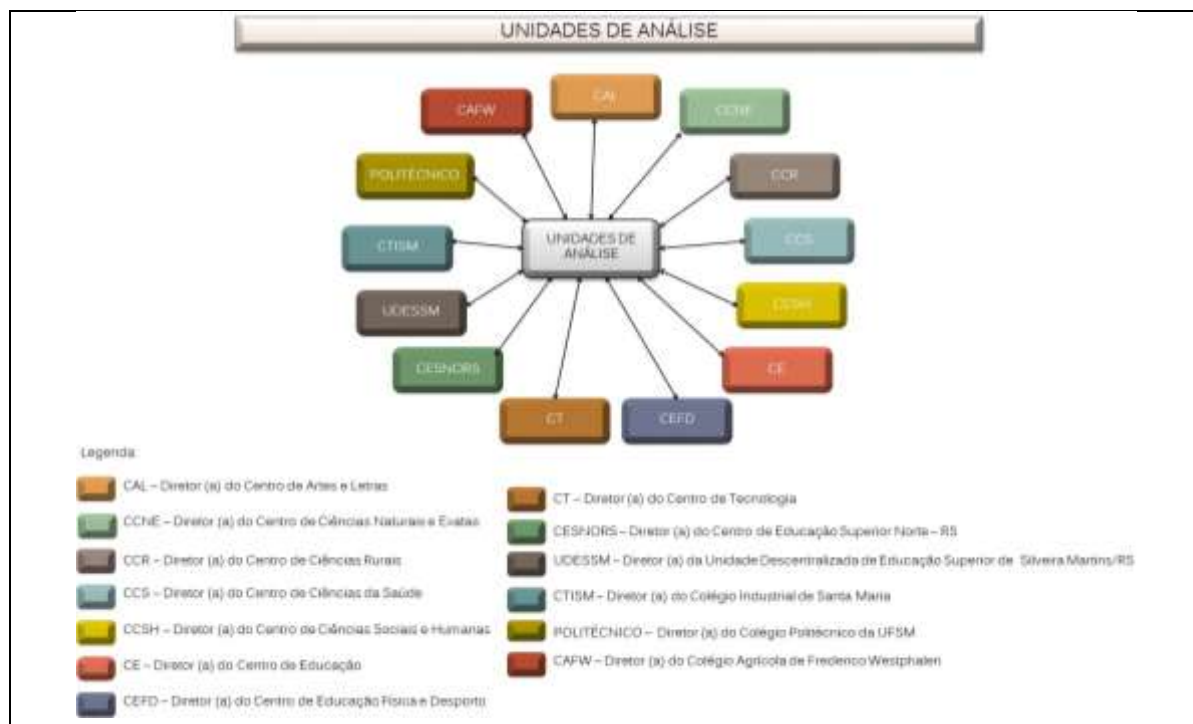 UNIDADES DE ANÁLISE
CAL
CAFW
CCNE
POLITÉCNICO
CCR
UNIDADES DE
ANÁLISE
CTISM
CCS
UDESSM
CCSH
CESNORS
CE
CT
CEFD
Legenda:
CAL – Diretor (a) do Centro de Artes e Letras
CCNE – Diretor (a) do Centro de Ciências Naturais e Exatas
CCR – Diretor (a) do Centro de Ciências Rurais
CCS – Diretor (a) do Centro de Ciências da Saúde
CCSH – Diretor (a) do Centro de Ciências Sociais e Humanas
CE – Diretor (a) do Centro de Educação
CEFD – Diretor (a) do Centro de Educação Física e Desporto
CT – Diretor (a) do Centro de Tecnologia
CESNORS – Diretor (a) do Centro de Educação Superior Norte – RS
UDESSM – Diretor (a) da Unidade Descentralizada de Educação Superior de Silveira Martins/RS
CTISM – Diretor (a) do Colégio Industrial de Santa Maria
POLITÉCNICO – Diretor (a) do Colégio Politécnico da UFSM
CAFW – Diretor (a) do Colégio Agrícola de Frederico Westphalen